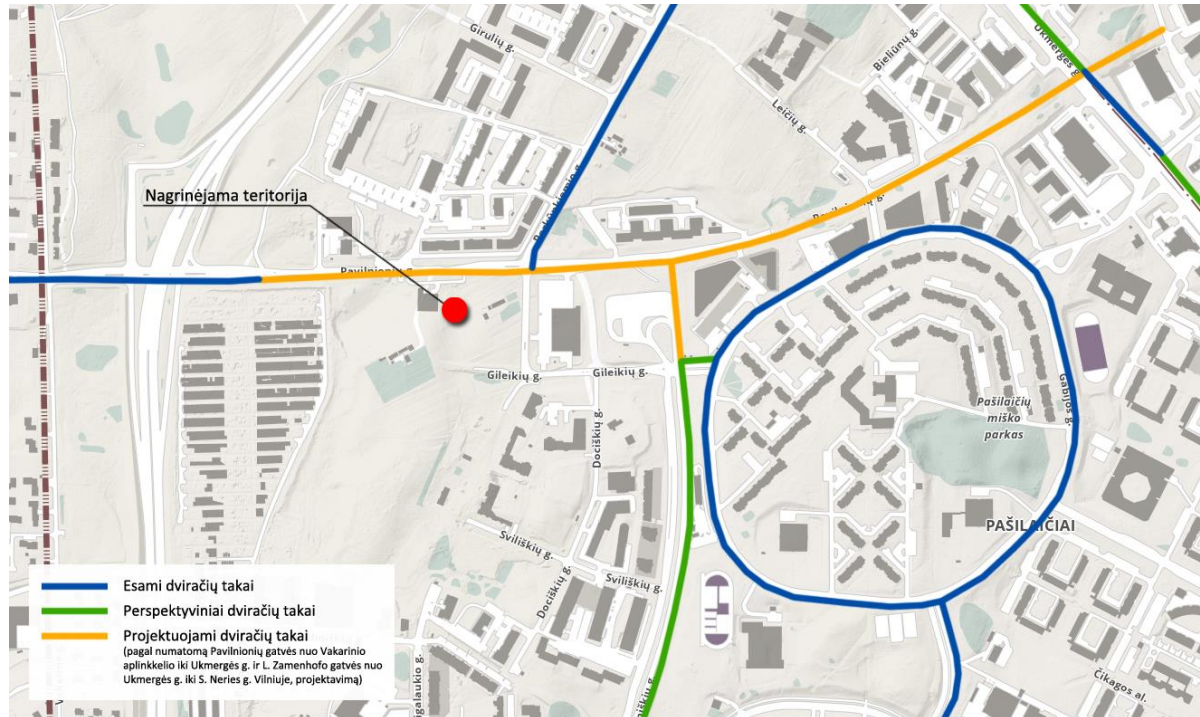 Girulių g.
Ukmergės g.
Bieliūnų g.
Leičių g.
Nagrinėjama teritorija
Pavilnionių g.
Gileikių g.
Gileikių g.
Gabijos g.
Pašilaičių
miško
parkas
Dociškių g.
PAŠILAIČIAI
Sviliškių g.
Sviliškių g.
Dociškių g.
Čikagos al.
Esami dviračių takai
Perspektyviniai dviračių takai
Projektuojami dviračių takai
(pagal numatomą Pavilnionių gatvės nuo Vakarinio
aplinkkelio iki Ukmergės g. ir L. Zamenhofo gatvės nuo
Ukmergės g. iki S. Neries g. Vilniuje, projektavimą)